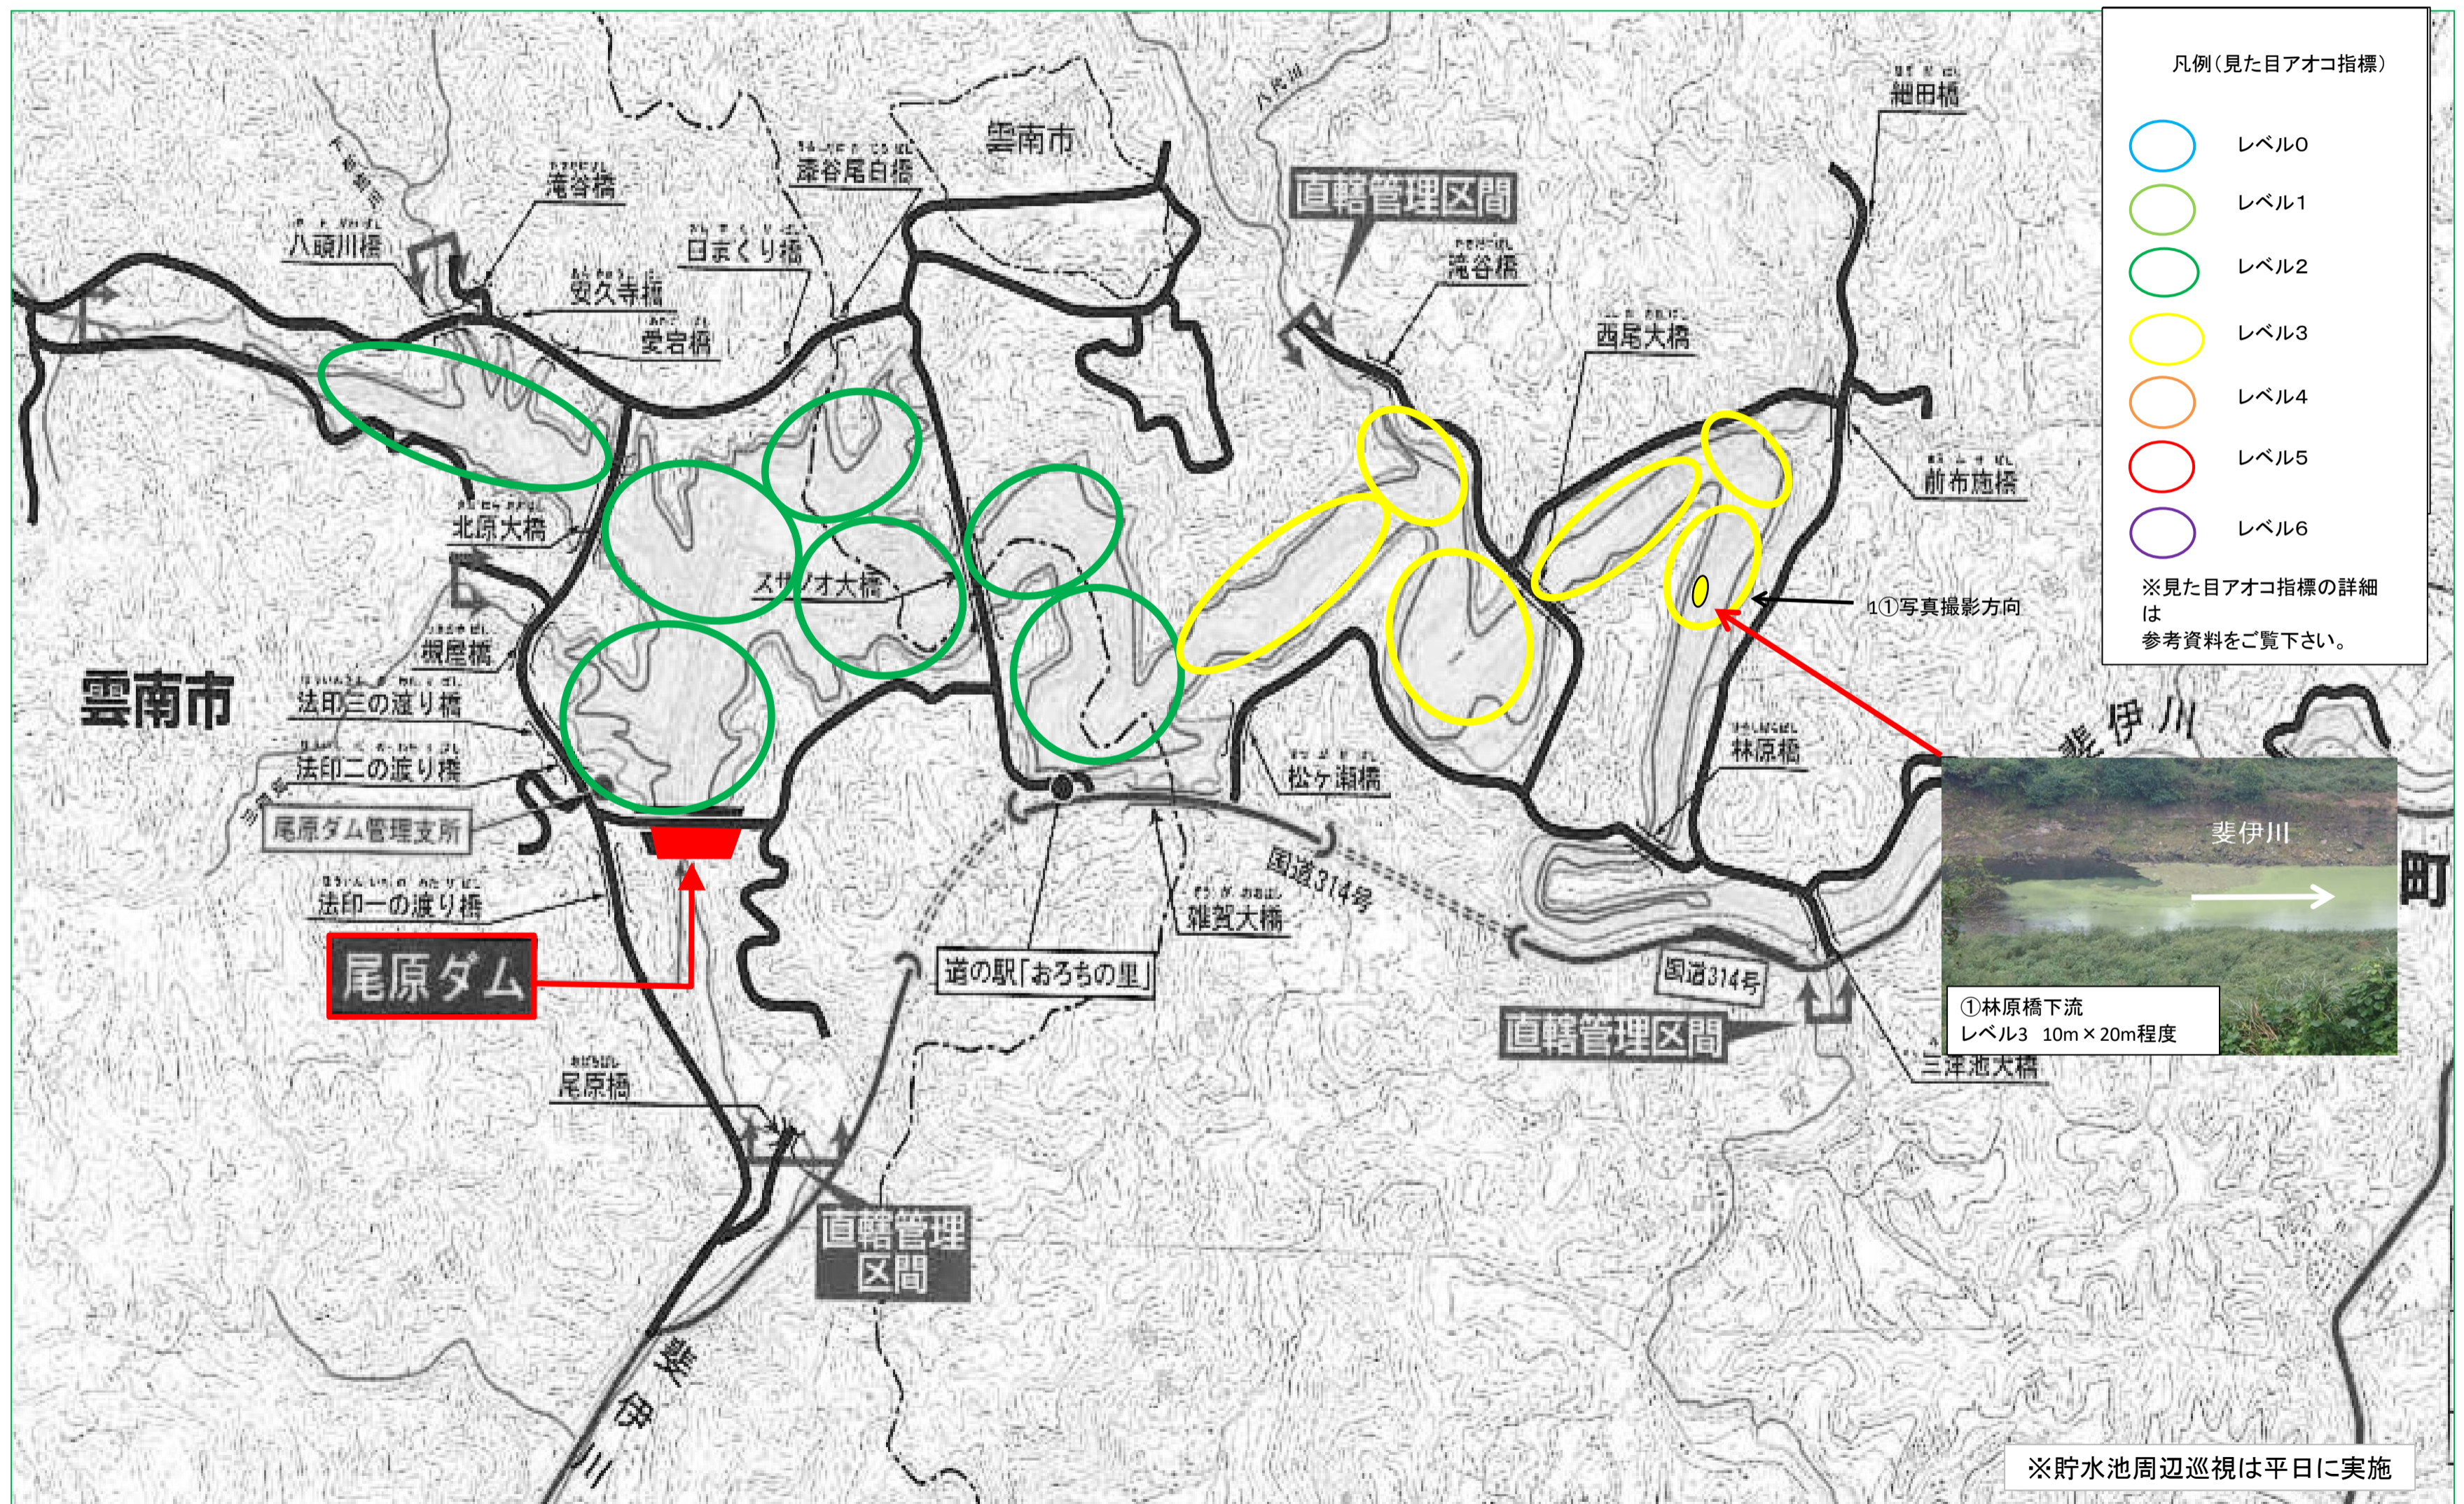 凡例(見た目アオコ指標)
レベル0
レベル1
レベル2
レベル3
レベル4
レベル5
レベル6
※見た目アオコ指標の詳細
は
参考資料をご覧下さい。
細田橋
八代川
雲南市
滝谷橋
八頭川橋
日まくり橋
直轄管理区間
滝谷橋
安久寺橋
愛宕橋
西尾大橋
前布施橋
北原大橋
スサノオ大橋
1①写真撮影方向
槻屋橋
雲南市
法印三の渡り橋
法印二の渡り橋
尾原ダム管理支所
法印一の渡り橋
林原橋
松ヶ瀬橋
斐伊川
斐伊川
町
国道314号
雑賀大橋
尾原ダム
道の駅「おろちの里」
国道314号
直轄管理区間
①林原橋下流
レベル3 10m×20m程度
三津池大橋
尾原橋
直轄管理
区間
斐伊川
※貯水池周辺巡視は平日に実施